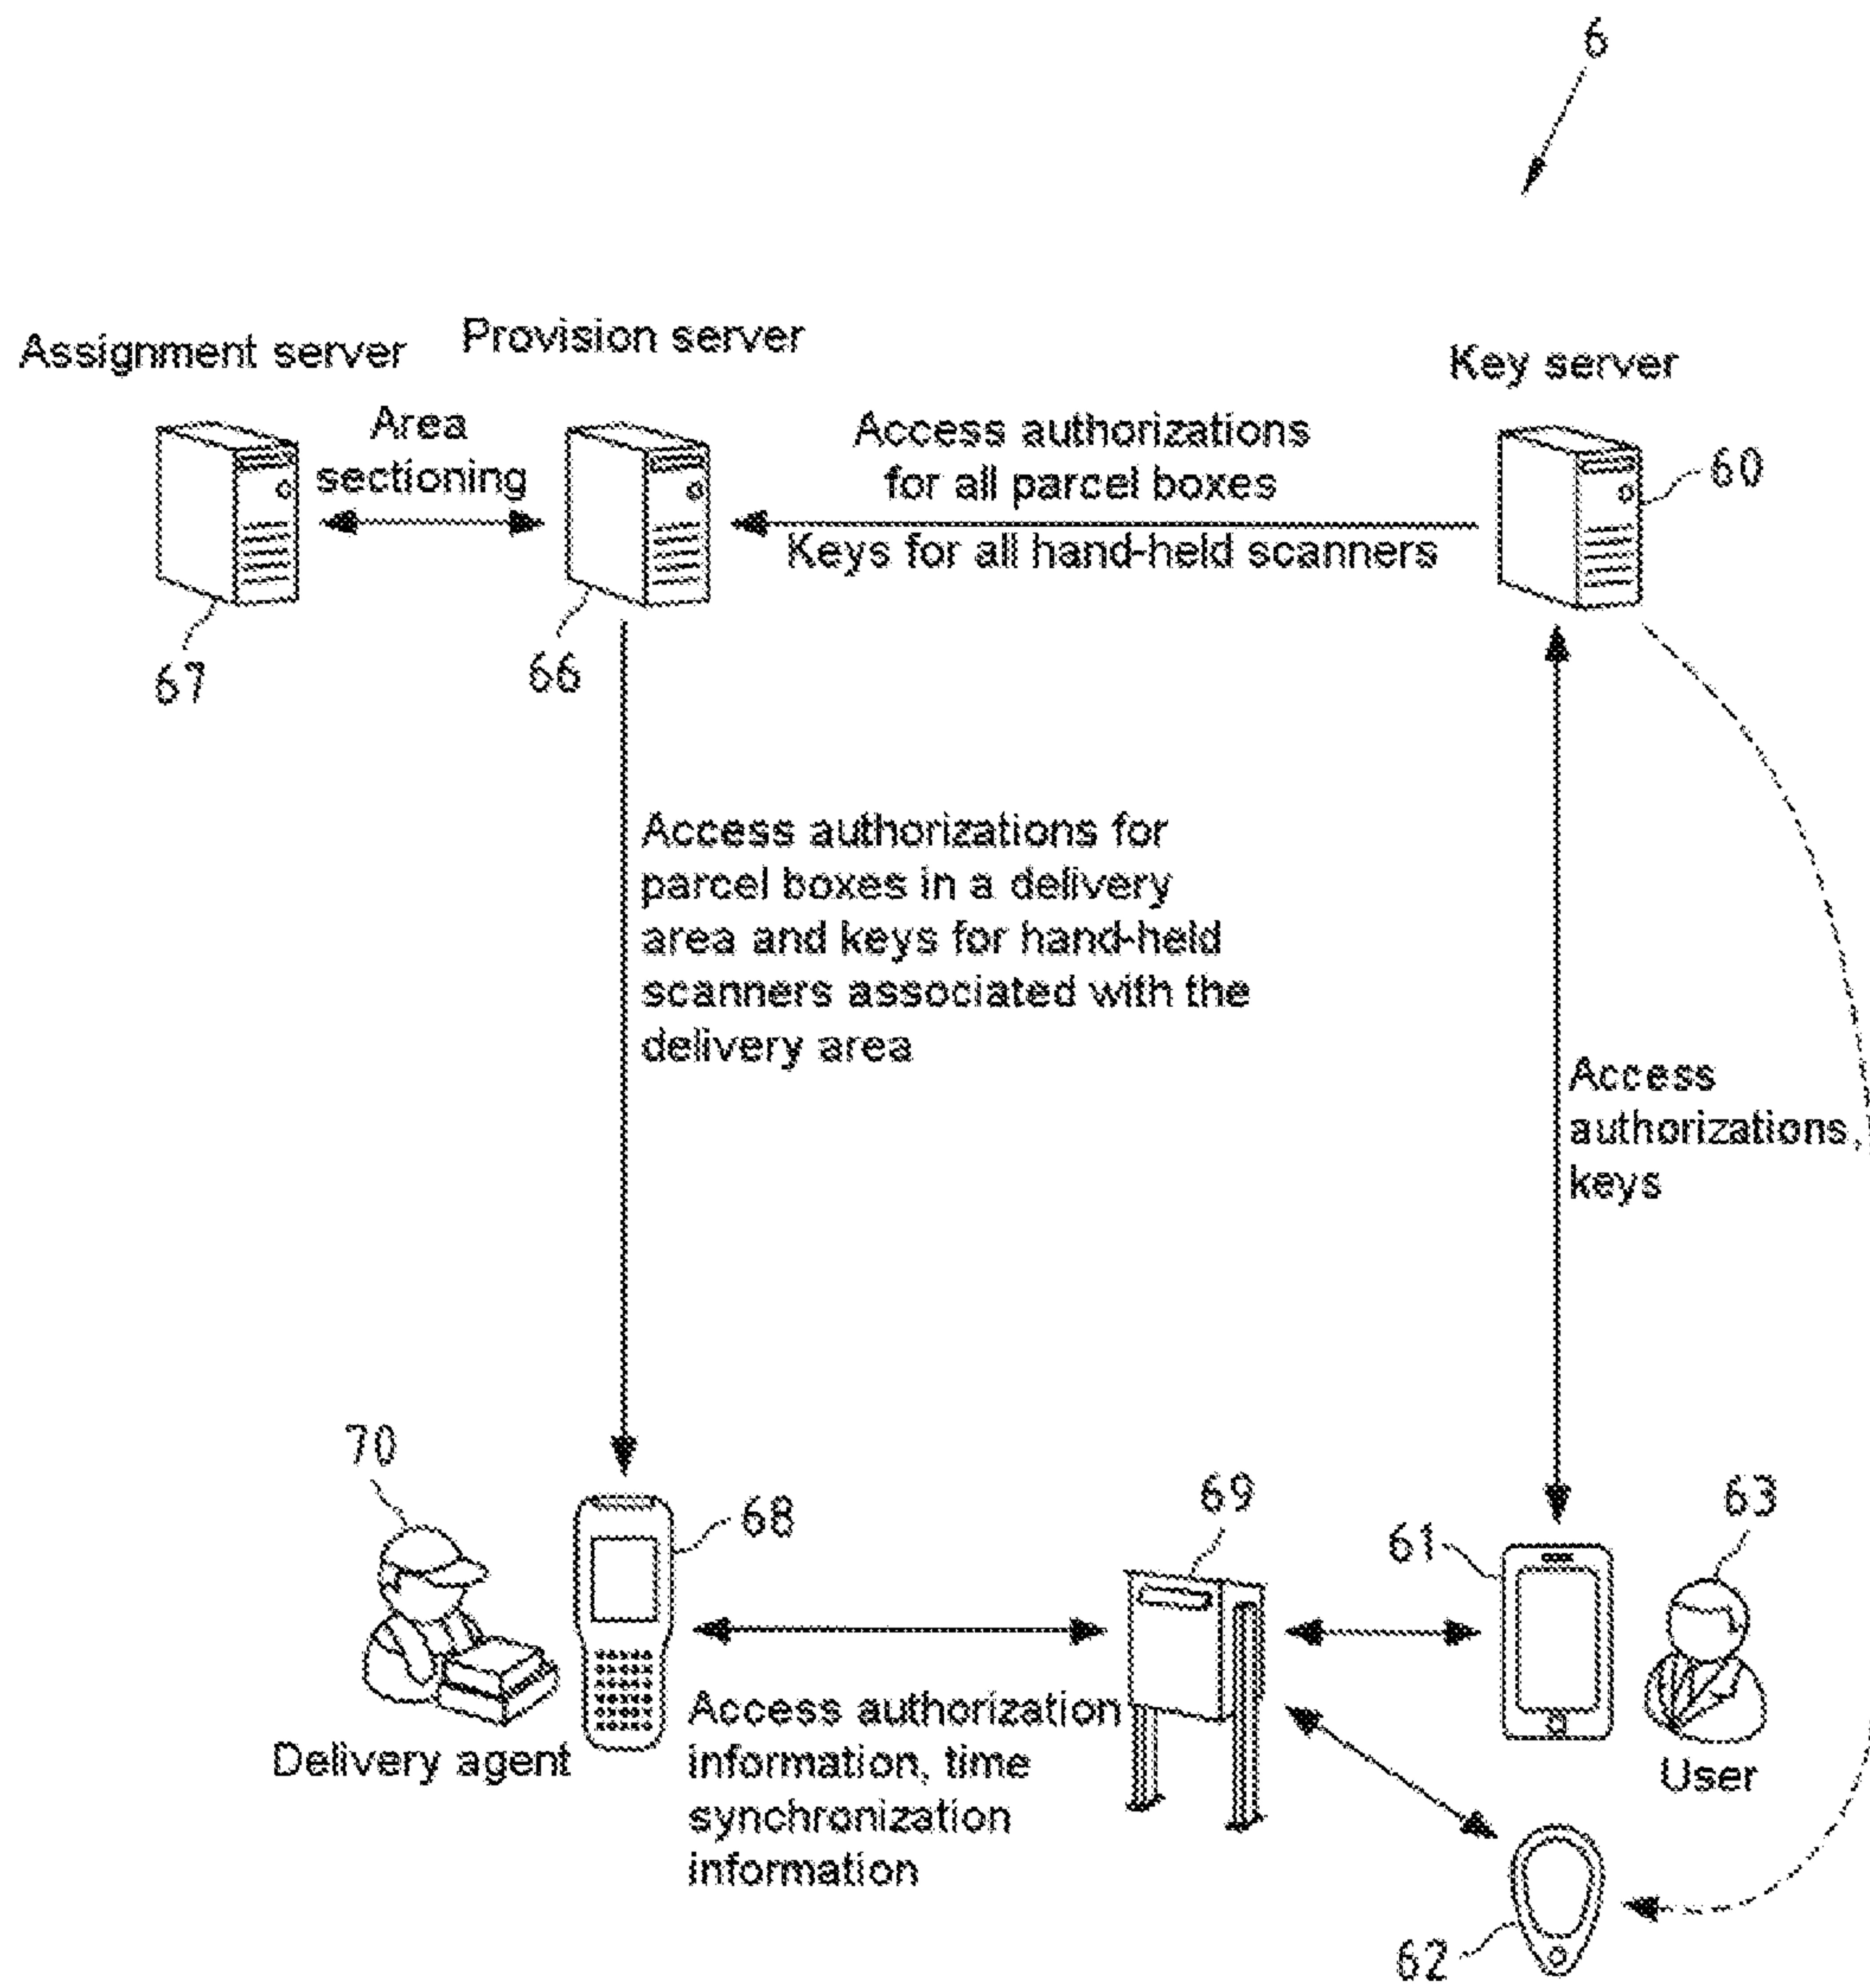 6
Assignment server
Provision server
Key server
Area
sectioning
Access authorizations
for all parcel boxes
Keys for all hand-held scanners
60
67
66
Access authorizations for
parcel boxes in a delivery
area and keys for hand-held
scanners associated with the
delivery area
Access
authorizations,
keys
70
68
69
61
63
Delivery agent
Access authorization
information, time
synchronization
information
User
62